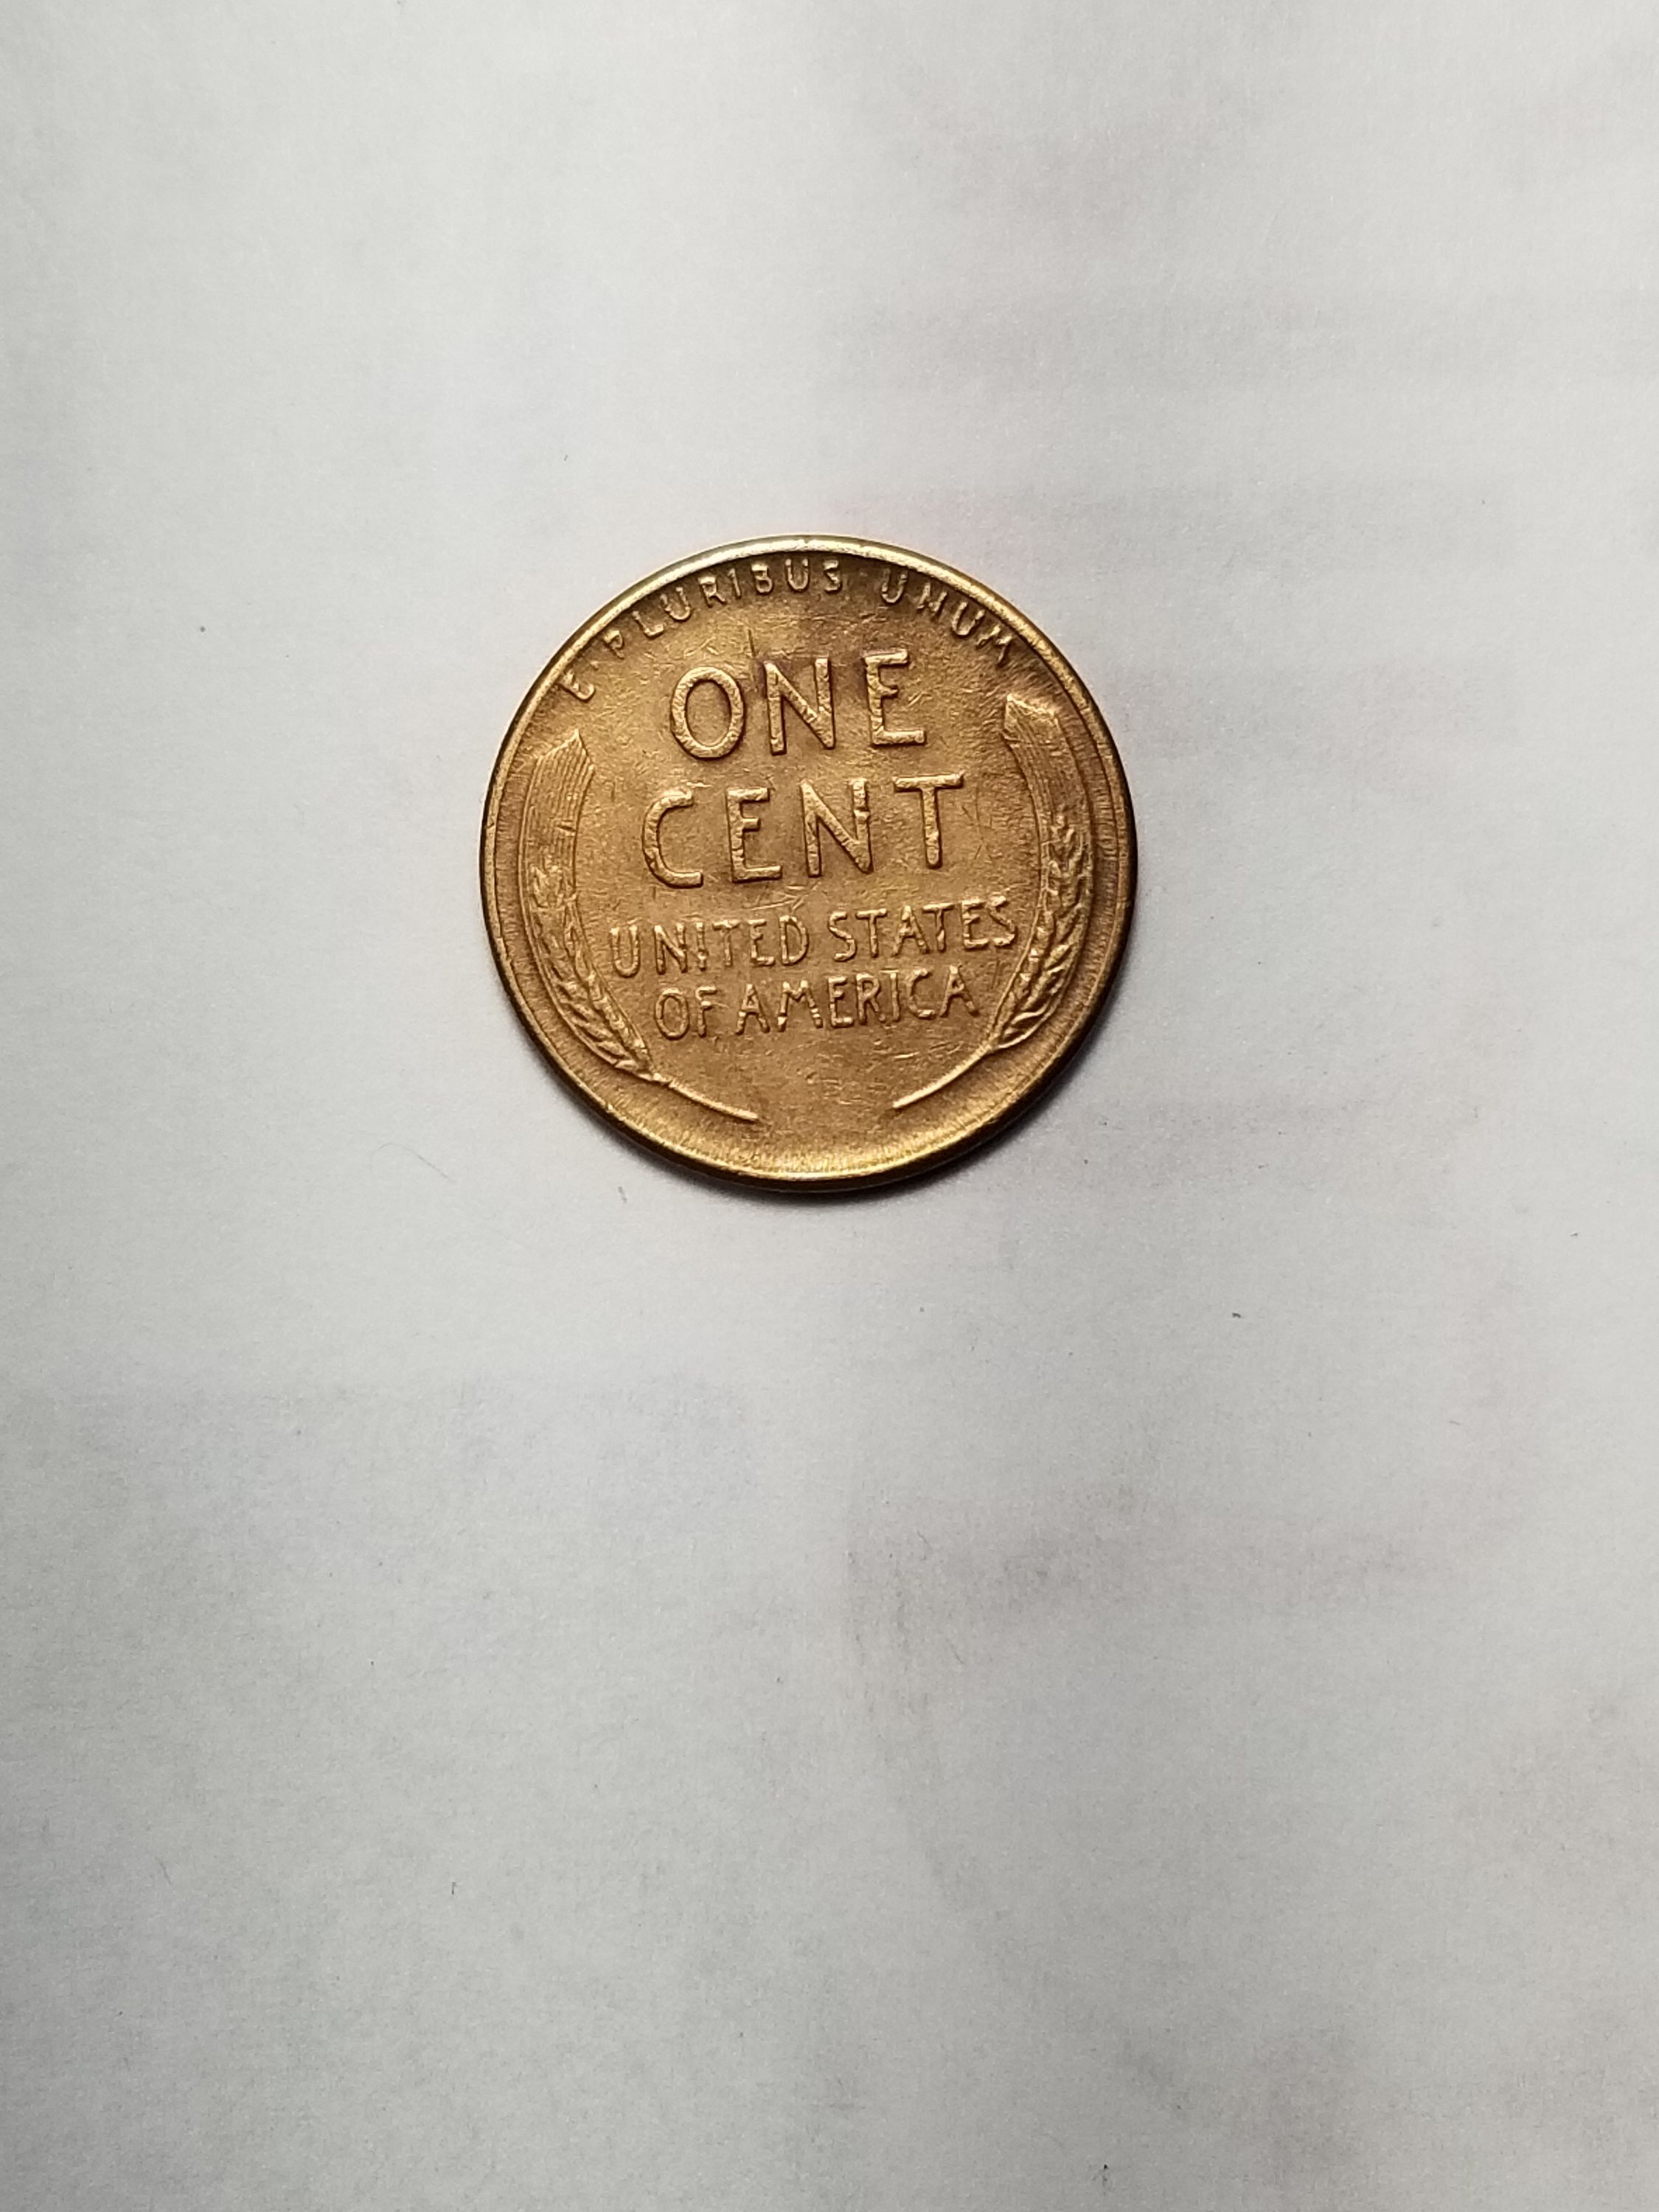 E·PLURIBUS·UNUM
ONE
CENT
UNITED STATES
OF AMERICA